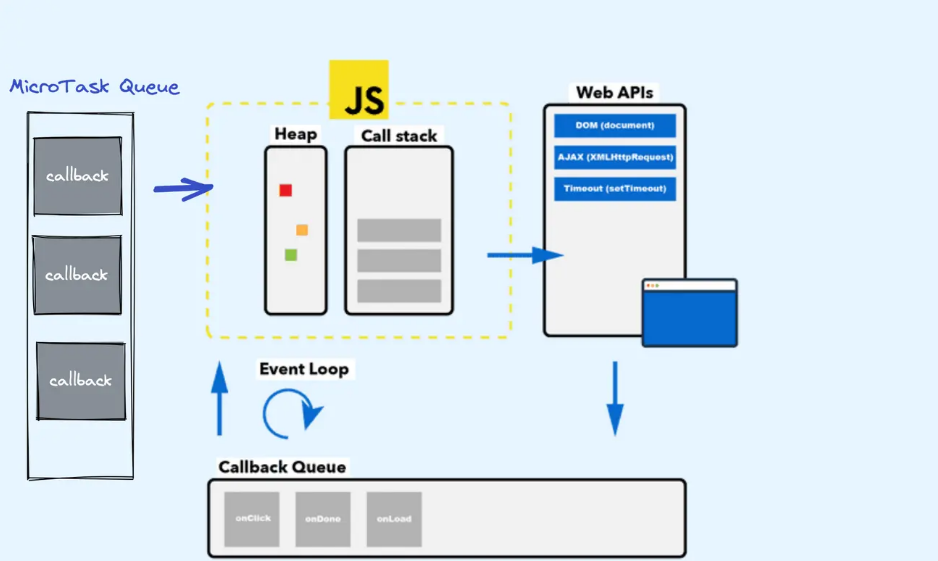 MicroTask Queue
callback
callback
callback
JS
Heap
Call stack
Web APIs
DOM (document)
AJAX (XMLHttpRequest)
Timeout (setTimeout)
Event Loop
Callback Queue
onClick
onDone
onLoad